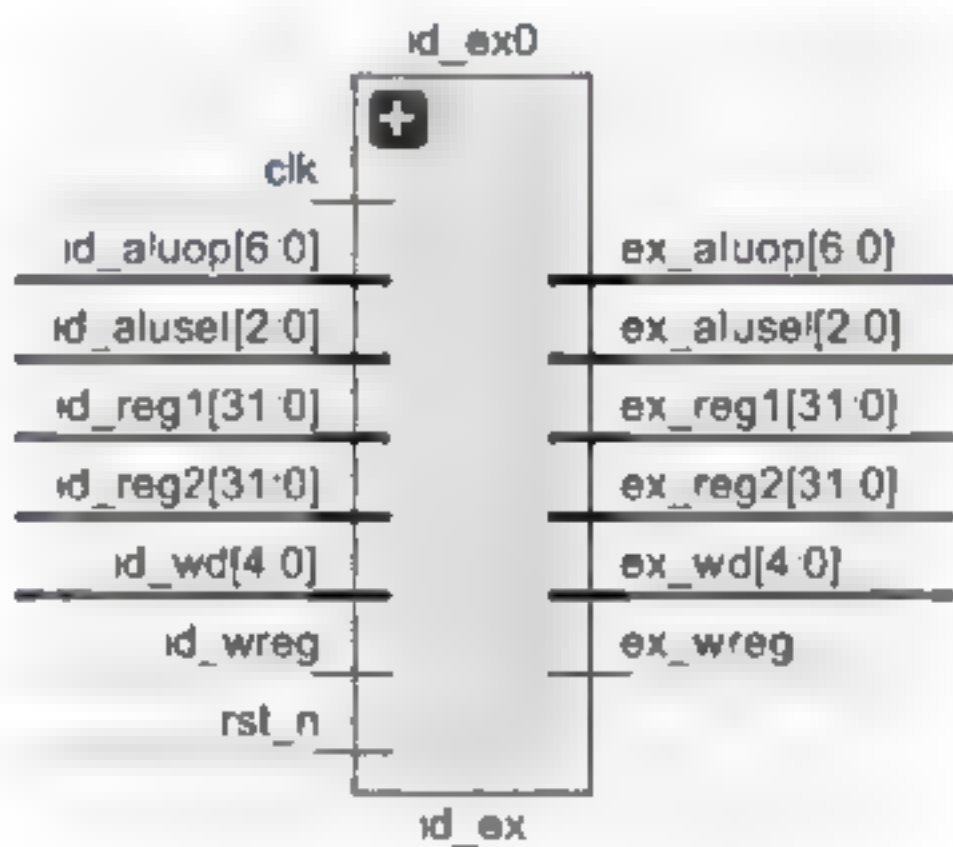 id_ex0
clk
id_aluop[6:0]
ex_aluop[6:0]
id_alusel[2:0]
ex_alusel[2:0]
id_reg1[31:0]
ex_reg1[31:0]
id_reg2[31:0]
ex_reg2[31:0]
id_wd[4:0]
ex_wd[4:0]
id_wreg
ex_wreg
rst_n
id_ex